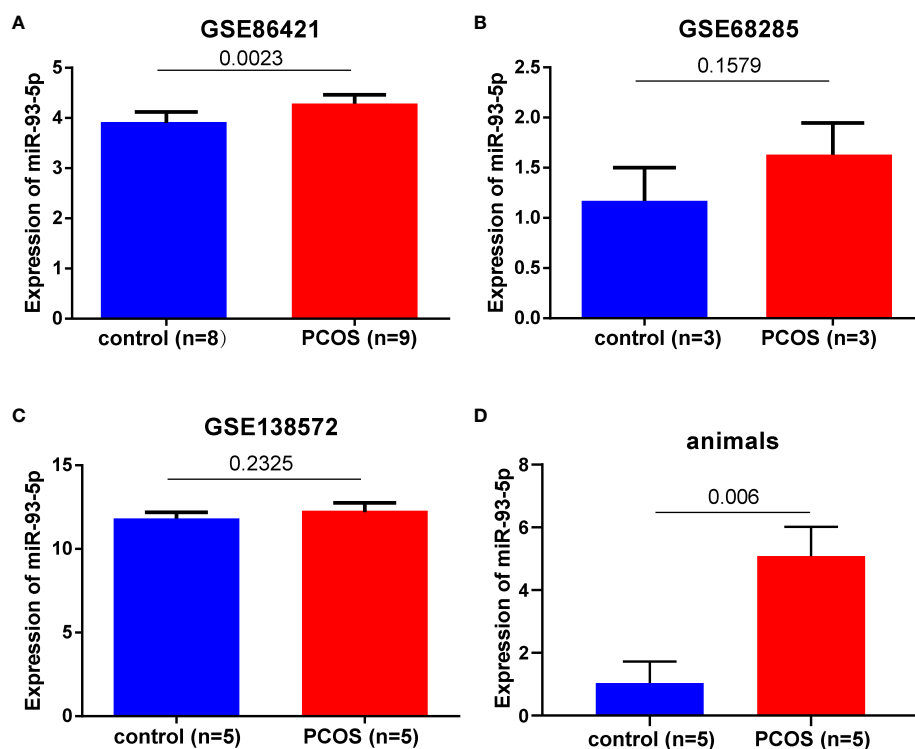 A
GSE86421
0.0023
Expression of miR-93-5p
5
4
3
2
1
0
control (n=8）
PCOS (n=9)
B
GSE68285
0.1579
Expression of miR-93-5p
2.5
2.0
1.5
1.0
0.5
0.0
control (n=3)
PCOS (n=3)
C
GSE138572
0.2325
Expression of miR-93-5p
15
10
5
0
control (n=5)
PCOS (n=5)
D
animals
0.006
Expression of miR-93-5p
8
6
4
2
0
control (n=5)
PCOS (n=5)